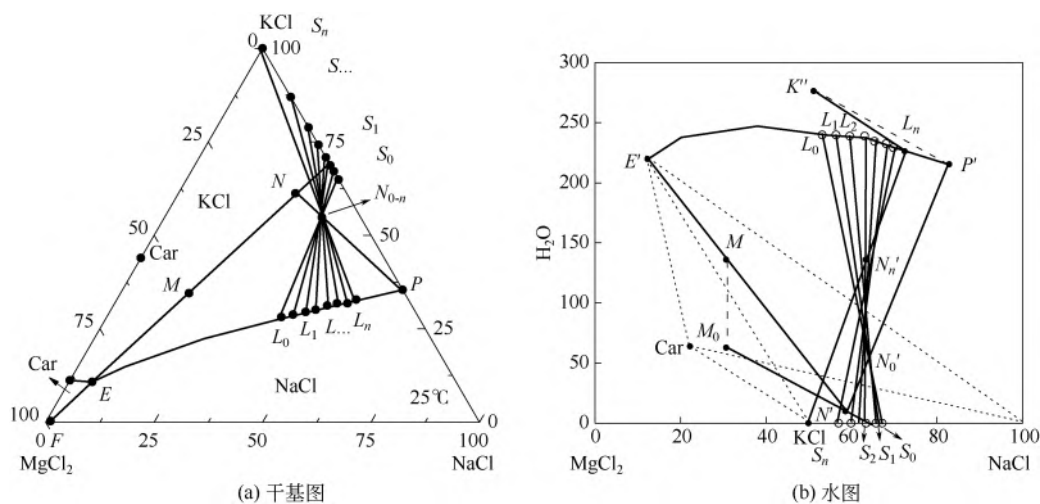 KCl
0
100
S_n
S...
S_1
S_0
25
75
N
N_{0-n}
KCl
50
Car
50
M
P
75
25
Car
E
L_0
L_1
L...
L_n
NaCl
25℃
100
0
0
F
25
50
75
100
MgCl_2
NaCl
(a) 干基图
300
K''
250
L_1
L_2
L_n
L_0
E'
P'
200
H_2O
150
M
N_n'
100
M_0
Car
N_0'
50
N'
0
0
20
40
KCl
60
80
100
S_n
S_2
S_1
S_0
MgCl_2
NaCl
(b) 水图